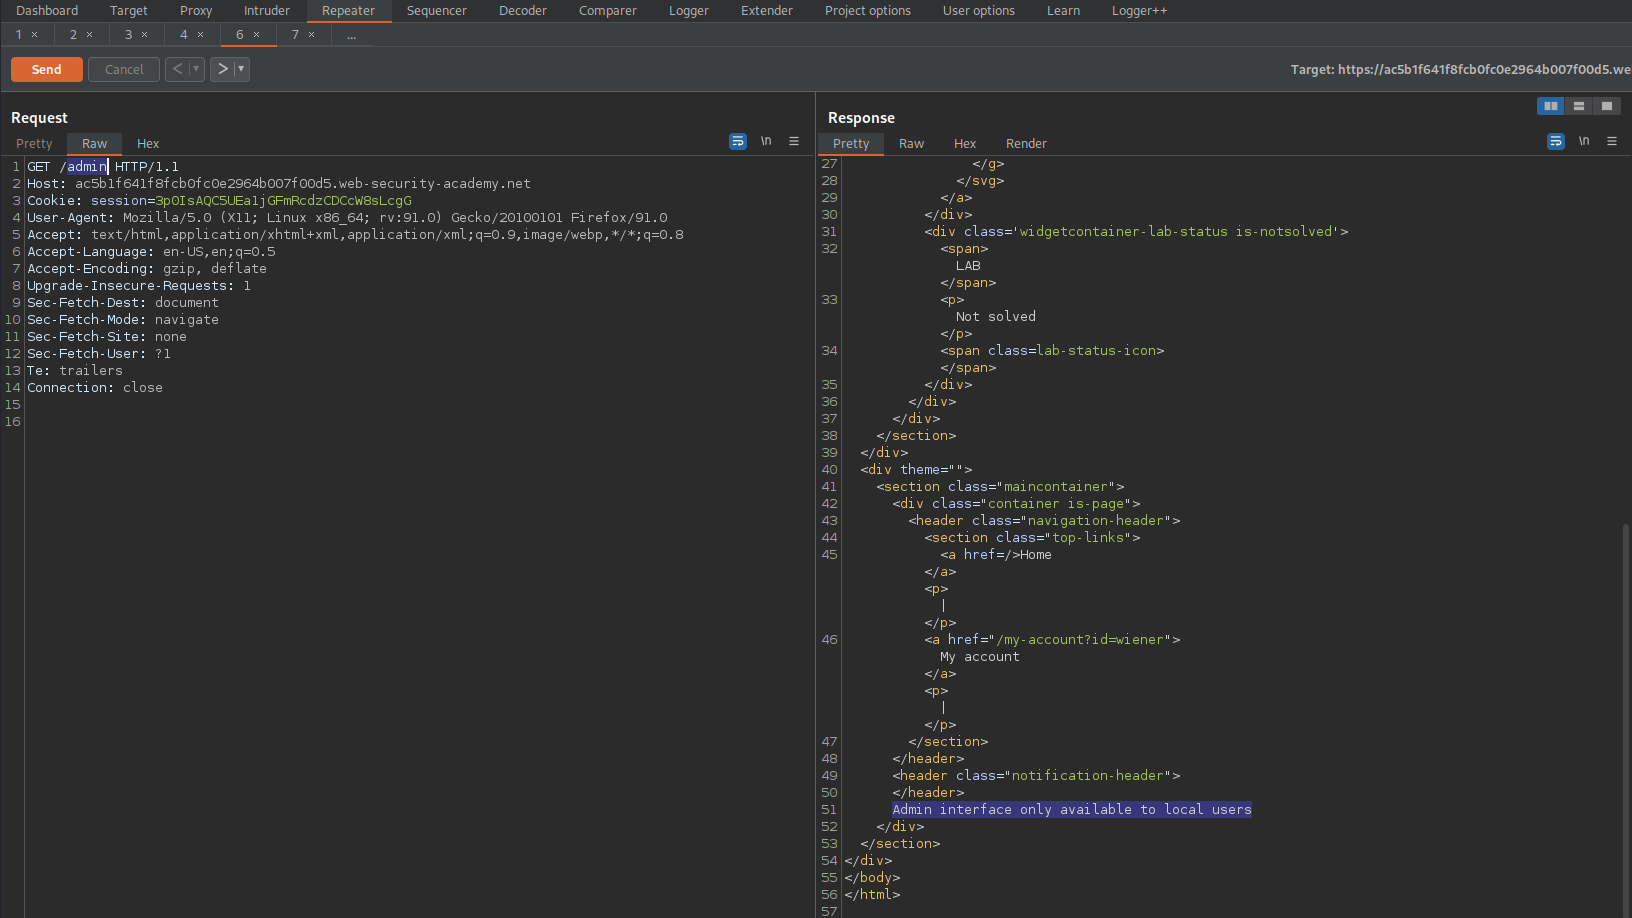 Dashboard Target Proxy Intruder Repeater Sequencer Decoder Comparer Logger Extender Project options User options Learn Logger++
1 × 2 × 3 × 4 × 6 × 7 × ...
Send Cancel < ▾ > ▾ Target: https://ac5b1f641f8fcb0fc0e2964b007f00d5.we
Request
Pretty Raw Hex \n ≡
1 GET /admin HTTP/1.1
2 Host: ac5b1f641f8fcb0fc0e2964b007f00d5.web-security-academy.net
3 Cookie: session=3p0IsAQC5UEa1jGFmRcdzCDCcW8sLcgG
4 User-Agent: Mozilla/5.0 (X11; Linux x86_64; rv:91.0) Gecko/20100101 Firefox/91.0
5 Accept: text/html,application/xhtml+xml,application/xml;q=0.9,image/webp,*/*;q=0.8
6 Accept-Language: en-US,en;q=0.5
7 Accept-Encoding: gzip, deflate
8 Upgrade-Insecure-Requests: 1
9 Sec-Fetch-Dest: document
10 Sec-Fetch-Mode: navigate
11 Sec-Fetch-Site: none
12 Sec-Fetch-User: ?1
13 Te: trailers
14 Connection: close
15
16
Response
Pretty Raw Hex Render \n ≡
27 </g>
28 </svg>
29 </a>
30 </div>
31 <div class='widgetcontainer-lab-status is-notsolved'>
32 <span>
LAB
</span>
33 <p>
Not solved
</p>
34 <span class=lab-status-icon>
</span>
35 </div>
36 </div>
37 </div>
38 </section>
39 </div>
40 <div theme="">
41 <section class="maincontainer">
42 <div class="container is-page">
43 <header class="navigation-header">
44 <section class="top-links">
45 <a href=/>Home
</a>
<p>
|
</p>
46 <a href="/my-account?id=wiener">
My account
</a>
<p>
|
</p>
47 </section>
48 </header>
49 <header class="notification-header">
50 </header>
51 Admin interface only available to local users
52 </div>
53 </section>
54 </div>
55 </body>
56 </html>
57